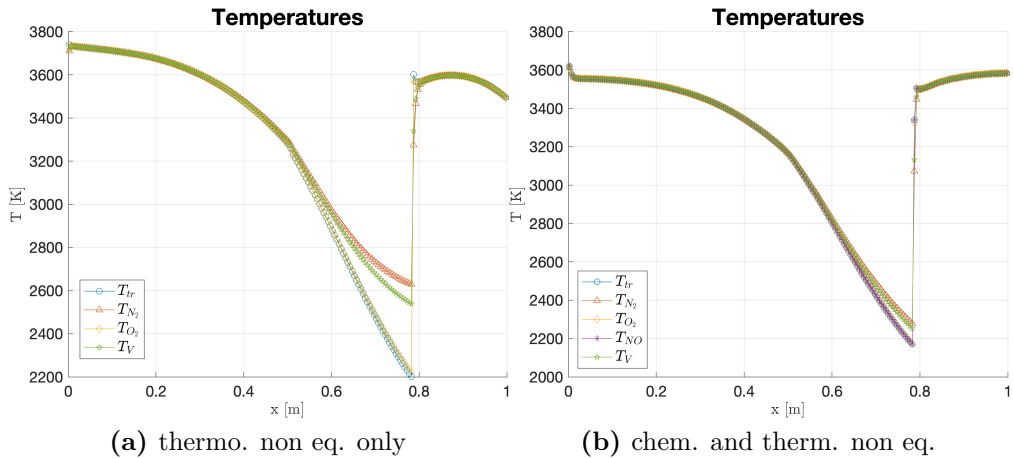 Temperatures
3800
3600
3400
3200
3000
2800
2600
2400
2200
T [K]
T_tr
T_N2
T_O2
T_V
0
0.2
0.4
0.6
0.8
1
x [m]
(a) thermo. non eq. only
Temperatures
3800
3600
3400
3200
3000
2800
2600
2400
2200
2000
T [K]
T_tr
T_N2
T_O2
T_NO
T_V
0
0.2
0.4
0.6
0.8
1
x [m]
(b) chem. and therm. non eq.